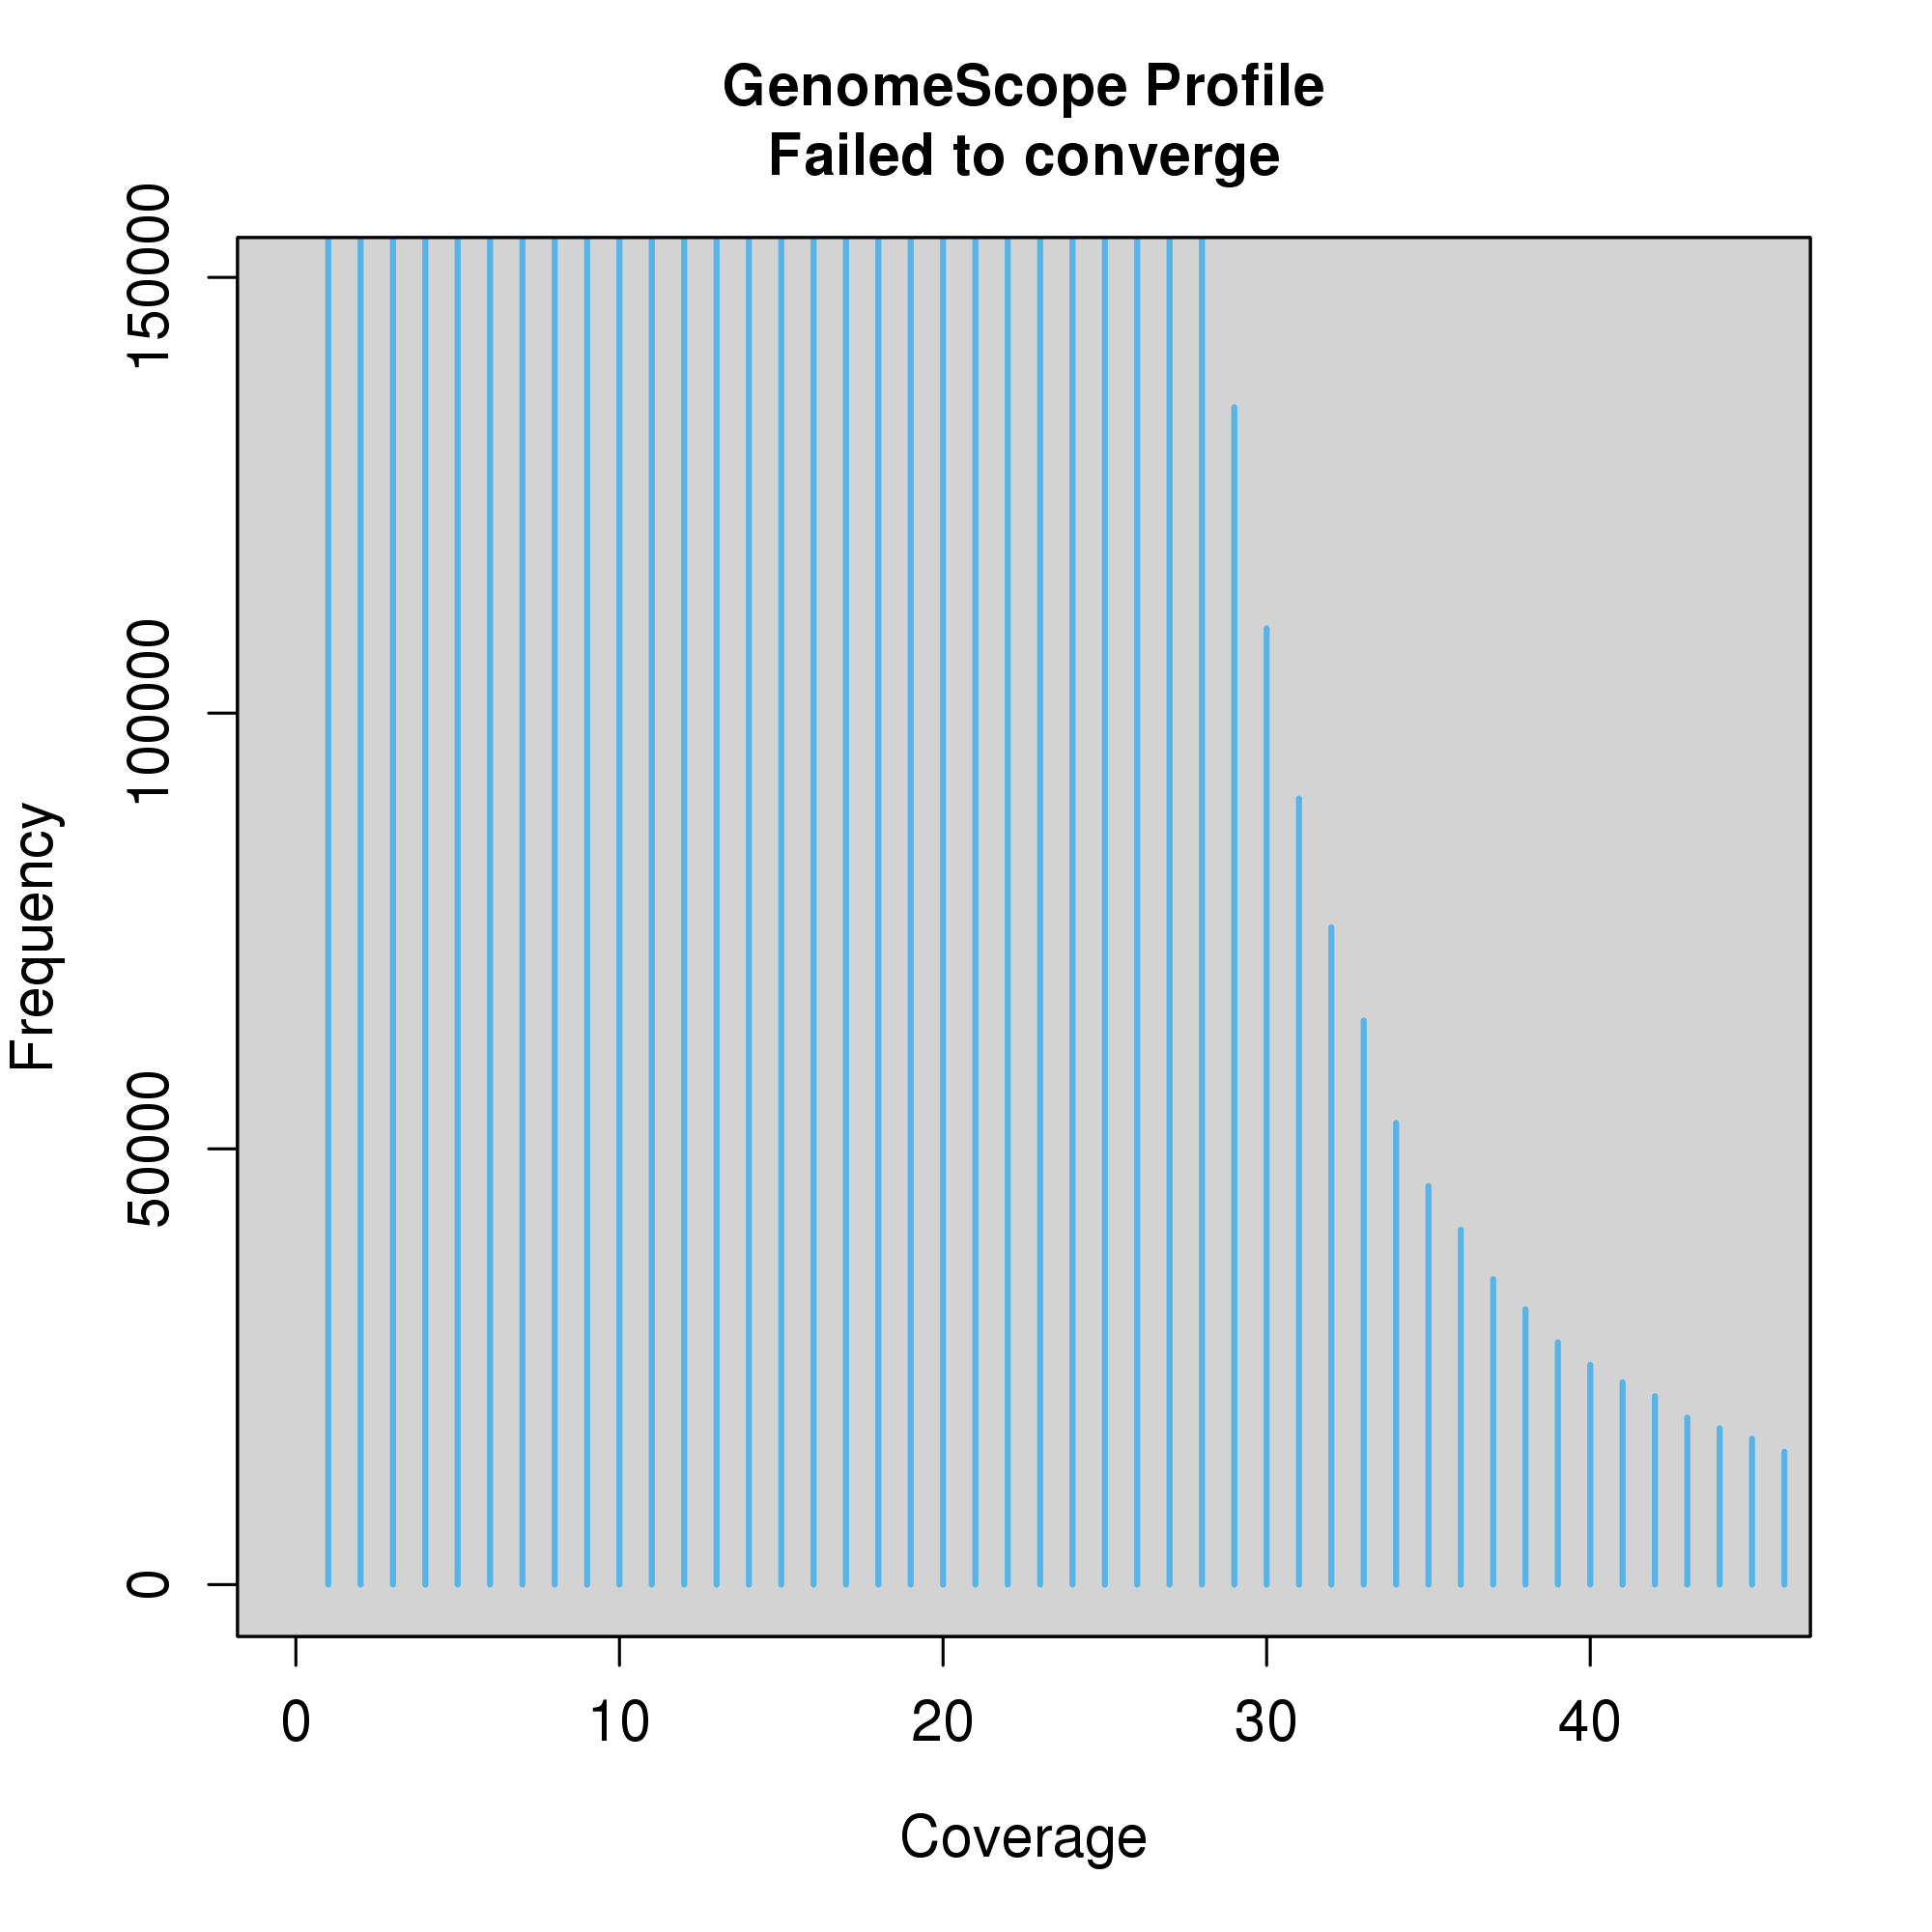 GenomeScope Profile
Failed to converge
150000
100000
50000
0
Frequency
0 10 20 30 40
Coverage